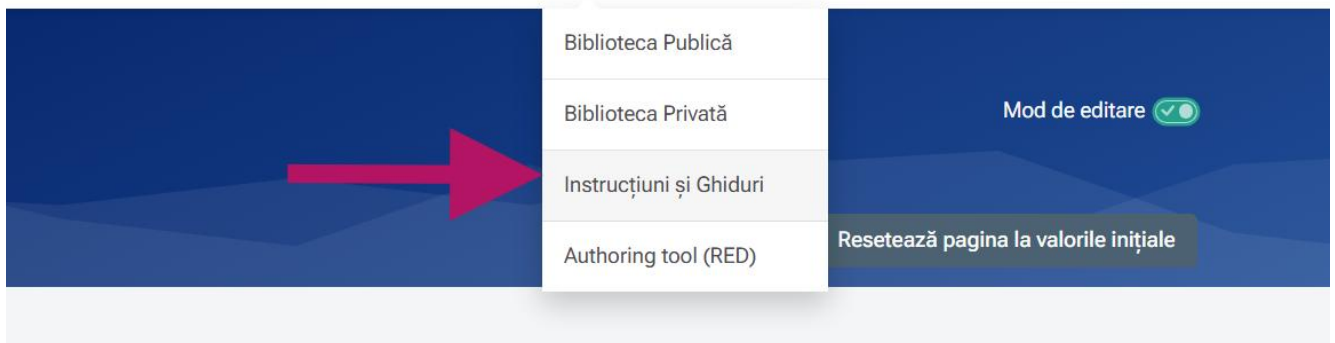 Biblioteca Publică
Biblioteca Privată
Mod de editare
Instrucțiuni și Ghiduri
Resetează pagina la valorile inițiale
Authoring tool (RED)